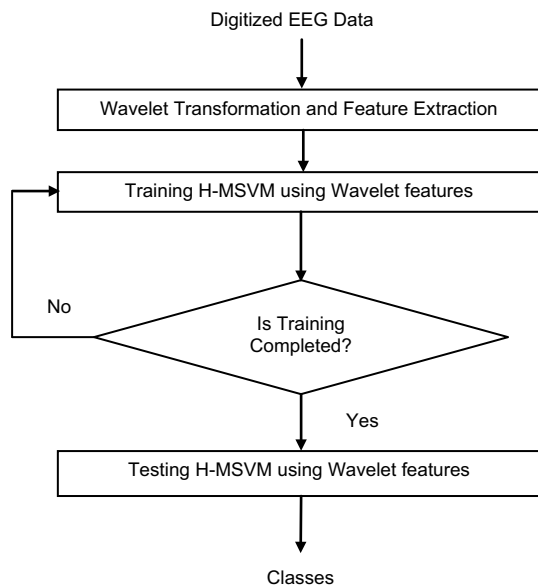 Digitized EEG Data
Wavelet Transformation and Feature Extraction
Training H-MSVM using Wavelet features
No
Is Training
Completed?
Yes
Testing H-MSVM using Wavelet features
Classes